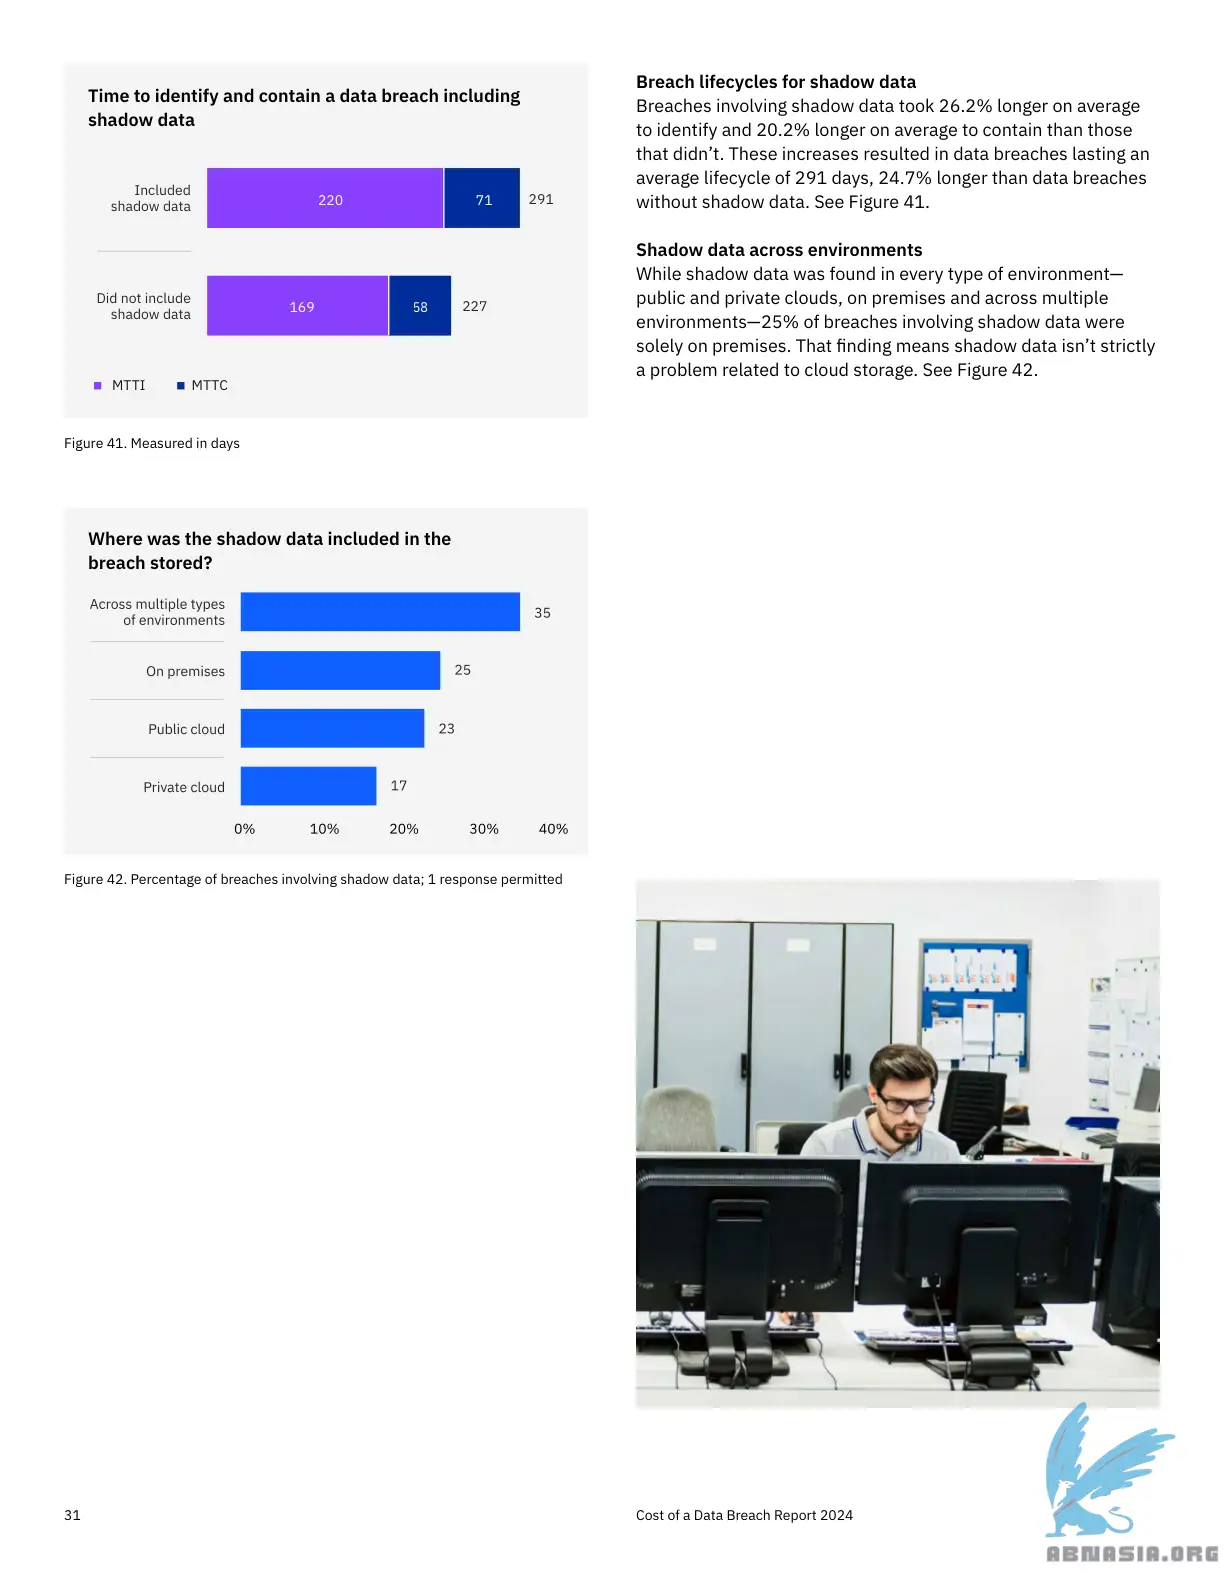 Time to identify and contain a data breach including
shadow data
Included
shadow data
220
71
291
Did not include
shadow data
169
58
227
MTTI
MTTC
Figure 41. Measured in days
Where was the shadow data included in the
breach stored?
Across multiple types
of environments
35
On premises
25
Public cloud
23
Private cloud
17
0%
10%
20%
30%
40%
Figure 42. Percentage of breaches involving shadow data; 1 response permitted
Breach lifecycles for shadow data
Breaches involving shadow data took 26.2% longer on average
to identify and 20.2% longer on average to contain than those
that didn’t. These increases resulted in data breaches lasting an
average lifecycle of 291 days, 24.7% longer than data breaches
without shadow data. See Figure 41.
Shadow data across environments
While shadow data was found in every type of environment—
public and private clouds, on premises and across multiple
environments—25% of breaches involving shadow data were
solely on premises. That finding means shadow data isn’t strictly
a problem related to cloud storage. See Figure 42.
31
Cost of a Data Breach Report 2024
ABNASIA.ORG